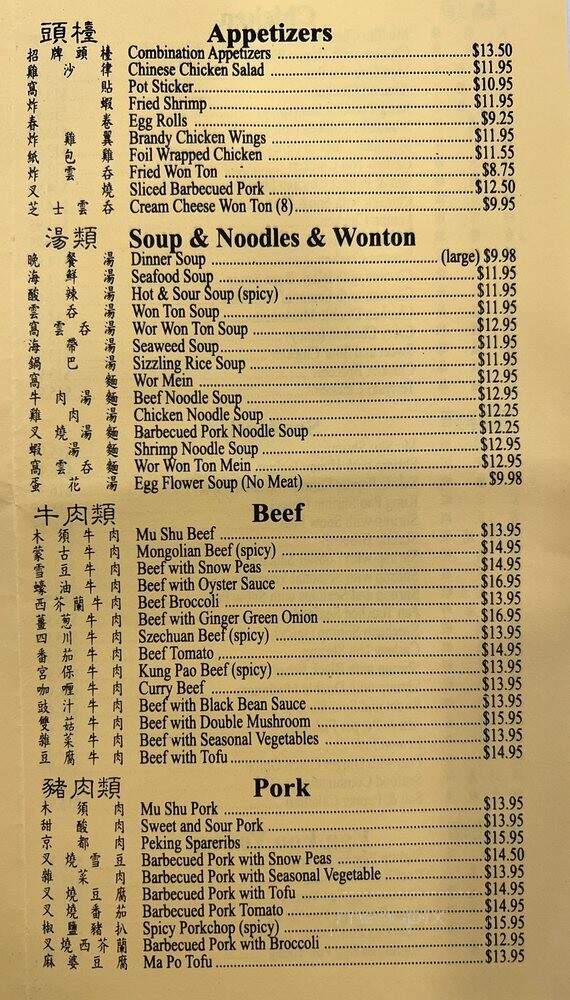 頭檯 Appetizers
招牌頭檯 Combination Appetizers $13.50
雞沙律 Chinese Chicken Salad $11.95
窩貼 Pot Sticker $10.95
炸蝦 Fried Shrimp $11.95
春卷 Egg Rolls $9.25
炸雞翼 Brandy Chicken Wings $11.95
紙包雞 Foil Wrapped Chicken $11.55
炸雲吞 Fried Won Ton $8.75
叉燒 Sliced Barbecued Pork $12.50
芝士雲吞 Cream Cheese Won Ton (8) $9.95
湯類 Soup & Noodles & Wonton
晚餐湯 Dinner Soup (large) $9.98
海鮮湯 Seafood Soup $11.95
酸辣湯 Hot & Sour Soup (spicy) $11.95
雲吞湯 Won Ton Soup $11.95
窩雲吞湯 Wor Won Ton Soup $12.95
海帶湯 Seaweed Soup $11.95
鍋巴湯 Sizzling Rice Soup $11.95
窩麵 Wor Mein $12.95
牛肉湯麵 Beef Noodle Soup $12.95
雞肉湯 Chicken Noodle Soup $12.25
叉燒湯麵 Barbecued Pork Noodle Soup $12.25
蝦湯麵 Shrimp Noodle Soup $12.95
窩雲吞麵 Wor Won Ton Mein $12.95
蛋花湯 Egg Flower Soup (No Meat) $9.98
牛肉類 Beef
木須牛肉 Mu Shu Beef $13.95
蒙古牛肉 Mongolian Beef (spicy) $14.95
雪豆牛肉 Beef with Snow Peas $14.95
蠔油牛肉 Beef with Oyster Sauce $16.95
西芥蘭牛肉 Beef Broccoli $13.95
薑蔥牛肉 Beef with Ginger Green Onion $16.95
四川牛肉 Szechuan Beef (spicy) $13.95
番茄牛肉 Beef Tomato $14.95
宮保牛肉 Kung Pao Beef (spicy) $13.95
咖喱牛肉 Curry Beef $13.95
豉汁牛肉 Beef with Black Bean Sauce $13.95
雙菇牛肉 Beef with Double Mushroom $15.95
雜菜牛肉 Beef with Seasonal Vegetables $13.95
豆腐牛肉 Beef with Tofu $14.95
豬肉類 Pork
木須肉 Mu Shu Pork $13.95
甜酸肉 Sweet and Sour Pork $13.95
京都肉 Peking Spareribs $15.95
叉燒雪豆 Barbecued Pork with Snow Peas $14.50
雜菜肉 Barbecued Pork with Seasonal Vegetable $13.95
叉燒豆腐 Barbecued Pork with Tofu $14.95
叉燒番茄 Barbecued Pork Tomato $14.95
椒鹽豬扒 Spicy Porkchop (spicy) $15.95
叉燒西芥蘭 Barbecued Pork with Broccoli $12.95
麻婆豆腐 Ma Po Tofu $13.95